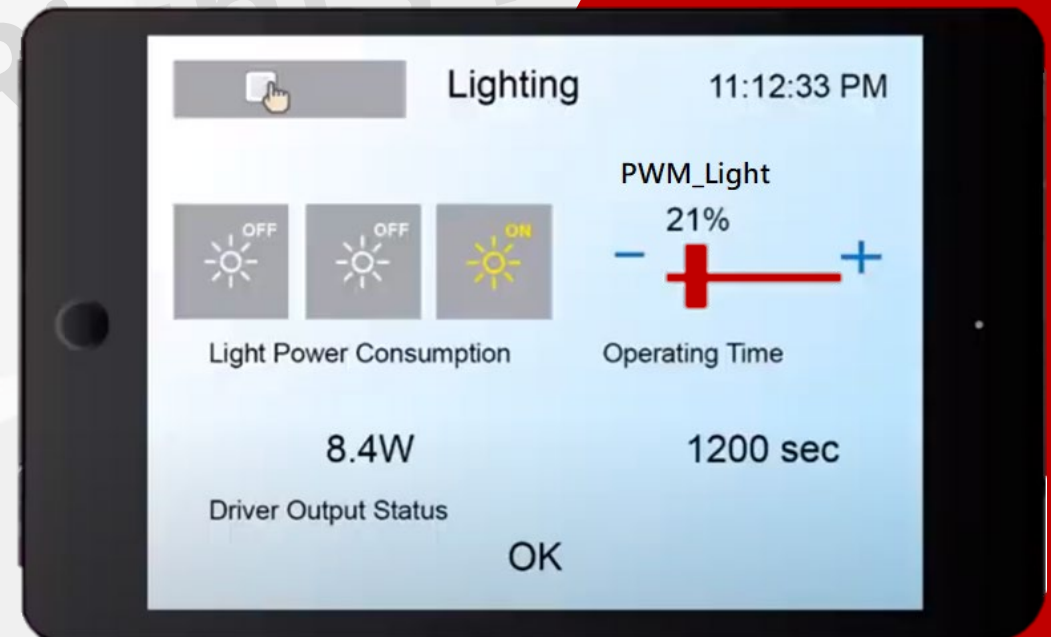 Lighting
11:12:33 PM
PWM_Light
21%
OFF
OFF
ON
Light Power Consumption
Operating Time
8.4W
1200 sec
Driver Output Status
OK